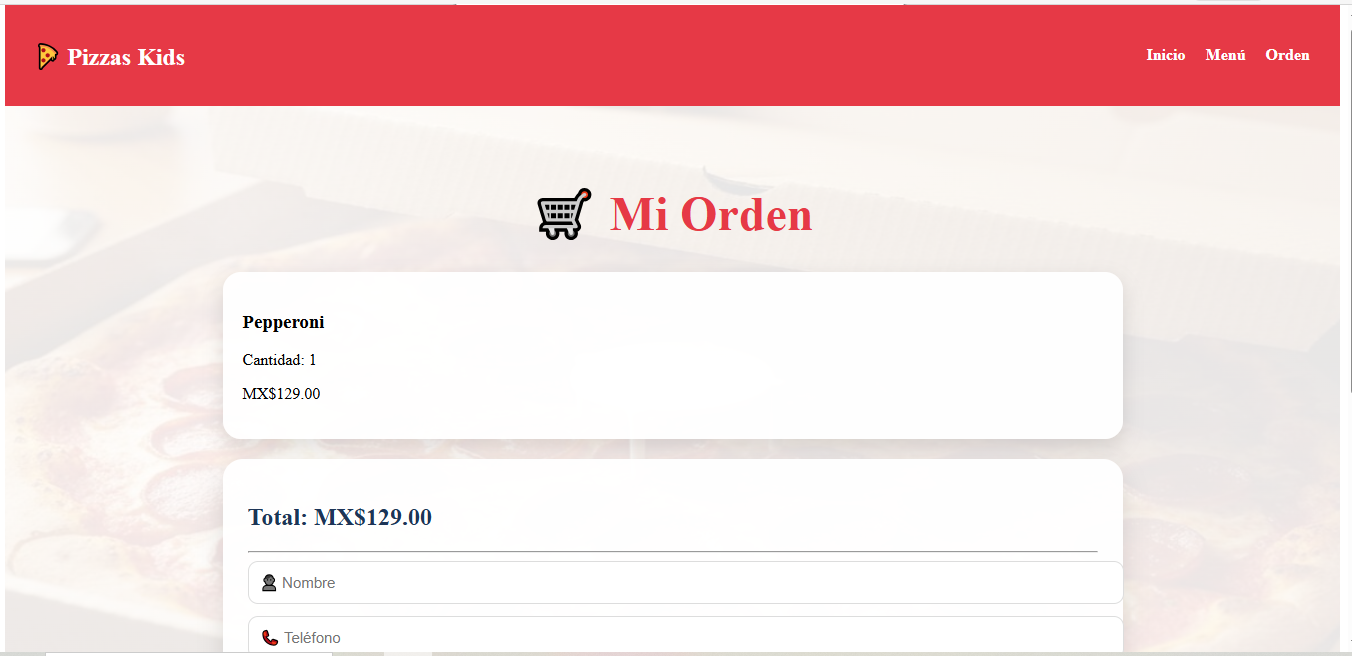 Pizzas Kids
Inicio Menú Orden
Mi Orden
Pepperoni
Cantidad: 1
MX$129.00
Total: MX$129.00
Nombre
Teléfono